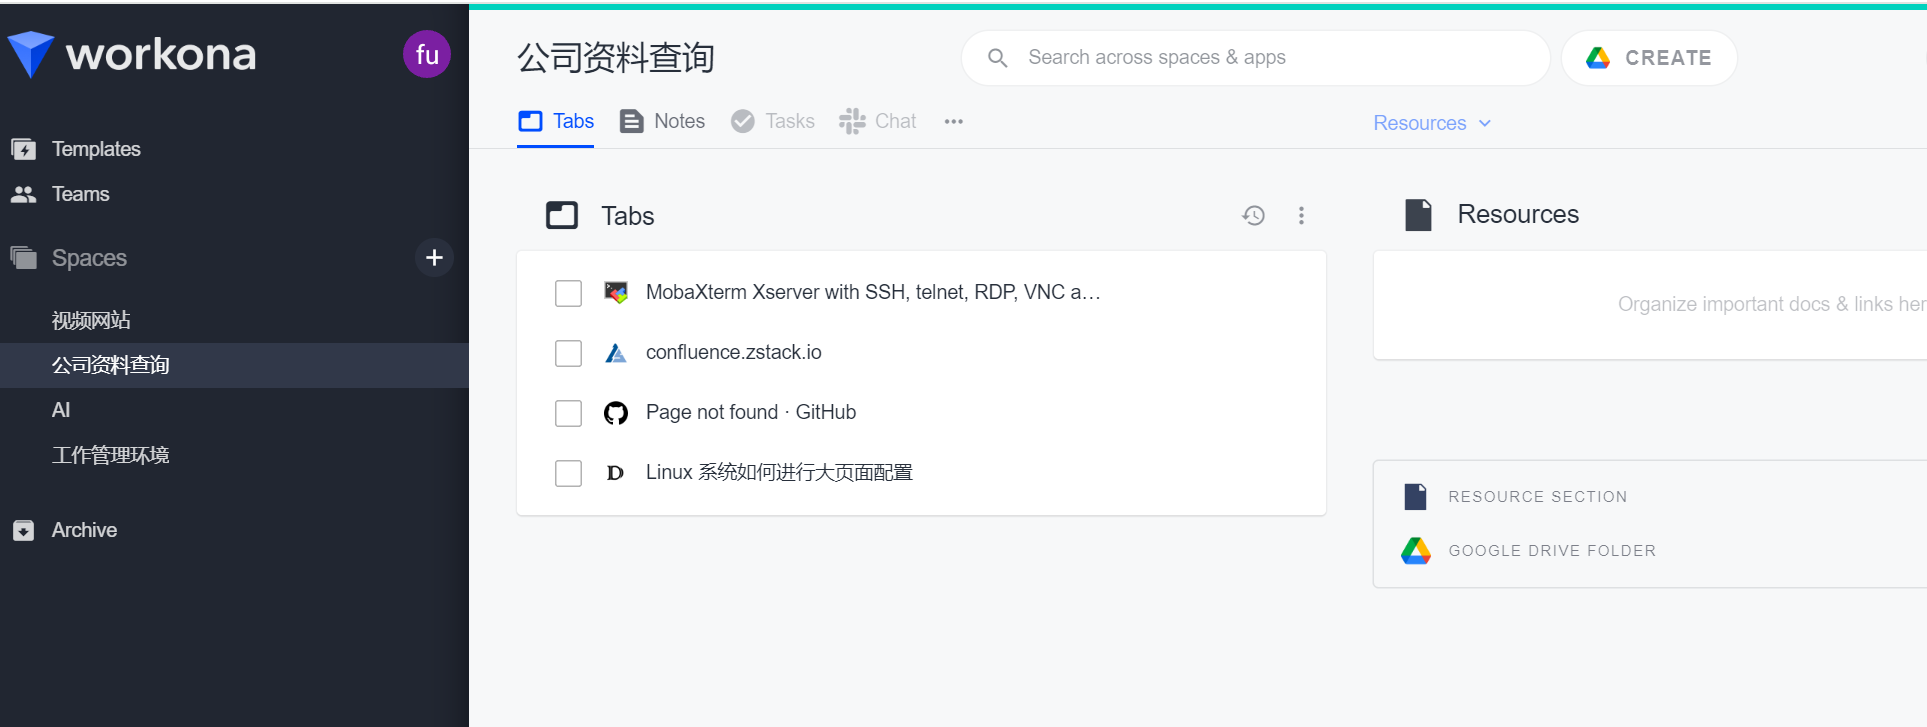 workona
fu
Templates
Teams
Spaces
视频网站
公司资料查询
AI
工作管理环境
Archive
公司资料查询
Search across spaces & apps
CREATE
Tabs
Notes
Tasks
Chat
Resources
Tabs
MobaXterm Xserver with SSH, telnet, RDP, VNC a…
confluence.zstack.io
Page not found · GitHub
D
Linux 系统如何进行大页面配置
Resources
Organize important docs & links her
RESOURCE SECTION
GOOGLE DRIVE FOLDER